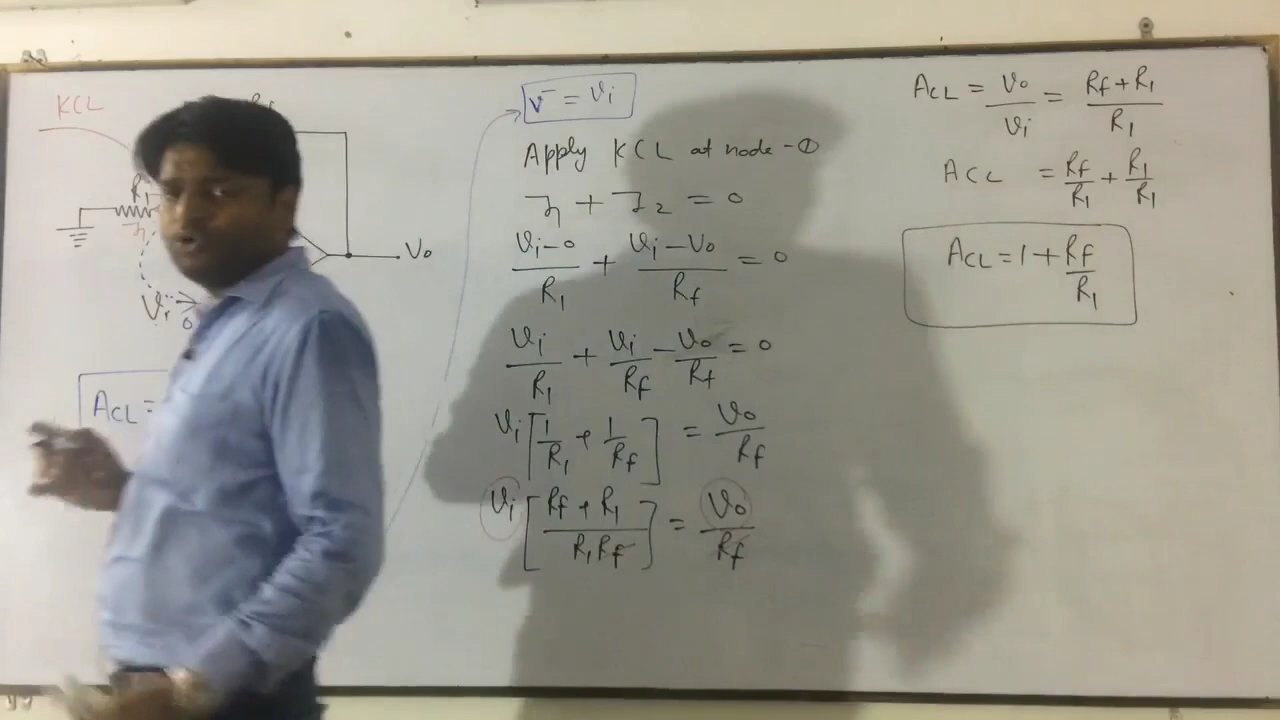 KCL
R₁
I₁
Vi
Vo
ACL =
V⁻ = Vi
Apply KCL at node-①
I₁ + I₂ = 0
Vi-0/R₁ + Vi-Vo/Rf = 0
Vi/R₁ + Vi/Rf - Vo/Rf = 0
Vi [1/R₁ + 1/Rf] = Vo/Rf
Vi [Rf + R₁/R₁Rf] = Vo/Rf
ACL = Vo/Vi = Rf+R₁/R₁
ACL = Rf/R₁ + R₁/R₁
ACL = 1 + Rf/R₁